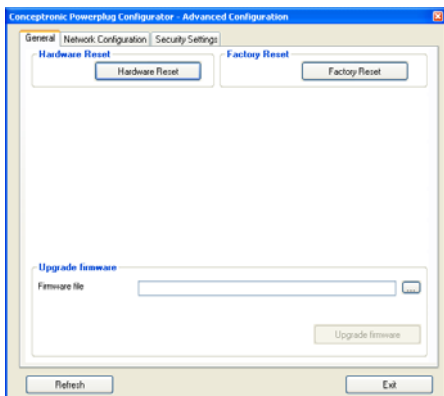 Conceptronic Powerplug Configurator - Advanced Configuration
General Network Configuration Security Settings
Hardware Reset Factory Reset
Hardware Reset Factory Reset
Upgrade firmware
Firmware file ...
Upgrade firmware
Refresh Exit